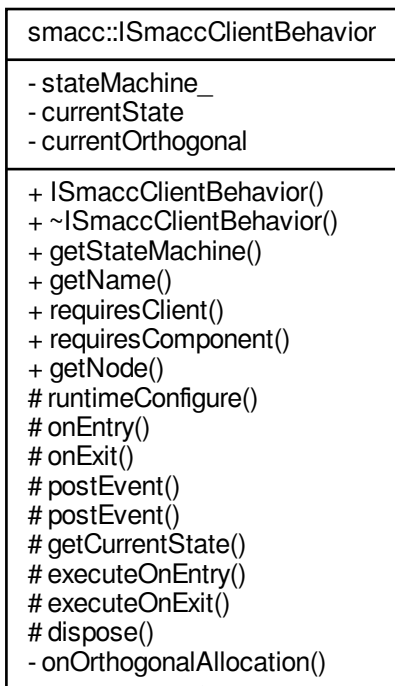 smacc::ISmaccClientBehavior
- stateMachine_
- currentState
- currentOrthogonal
+ ISmaccClientBehavior()
+ ~ISmaccClientBehavior()
+ getStateMachine()
+ getName()
+ requiresClient()
+ requiresComponent()
+ getNode()
# runtimeConfigure()
# onEntry()
# onExit()
# postEvent()
# postEvent()
# getCurrentState()
# executeOnEntry()
# executeOnExit()
# dispose()
- onOrthogonalAllocation()